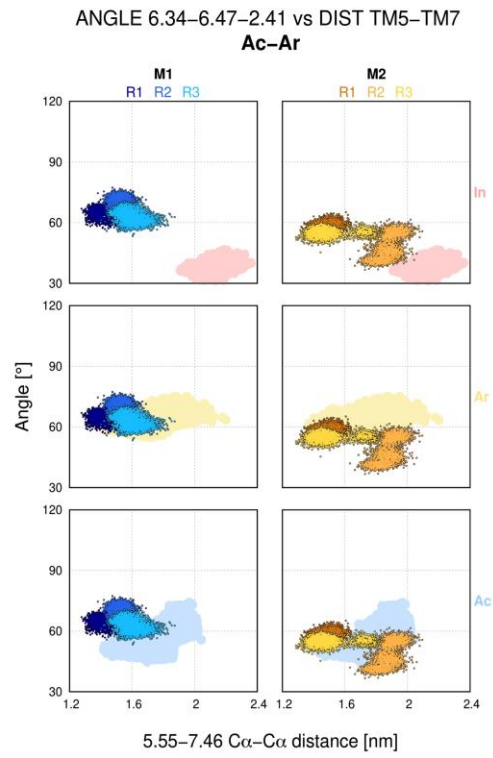 ANGLE 6.34−6.47−2.41 vs DIST TM5−TM7
Ac−Ar
M1 M2
R1 R2 R3 R1 R2 R3
120
90
60
30
In
120
90
60
30
Angle [°]
Ar
120
90
60
30
Ac
1.2 1.6 2 2.4 1.2 1.6 2 2.4
5.55−7.46 Cα−Cα distance [nm]